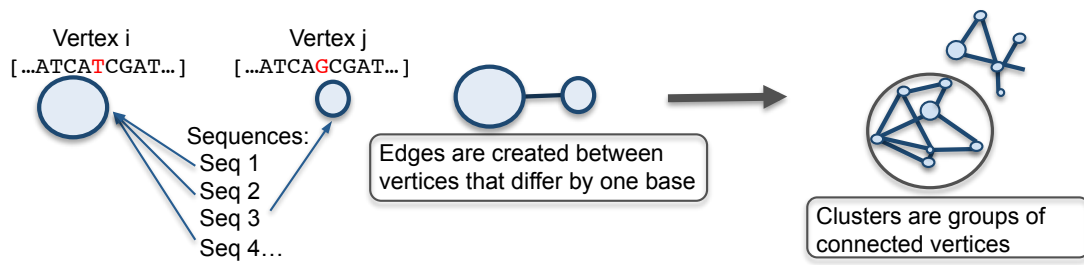 Vertex i
[…ATCATCGAT…]
Vertex j
[…ATCAGCGAT…]
Sequences:
Seq 1
Seq 2
Seq 3
Seq 4…
Edges are created between
vertices that differ by one base
Clusters are groups of
connected vertices